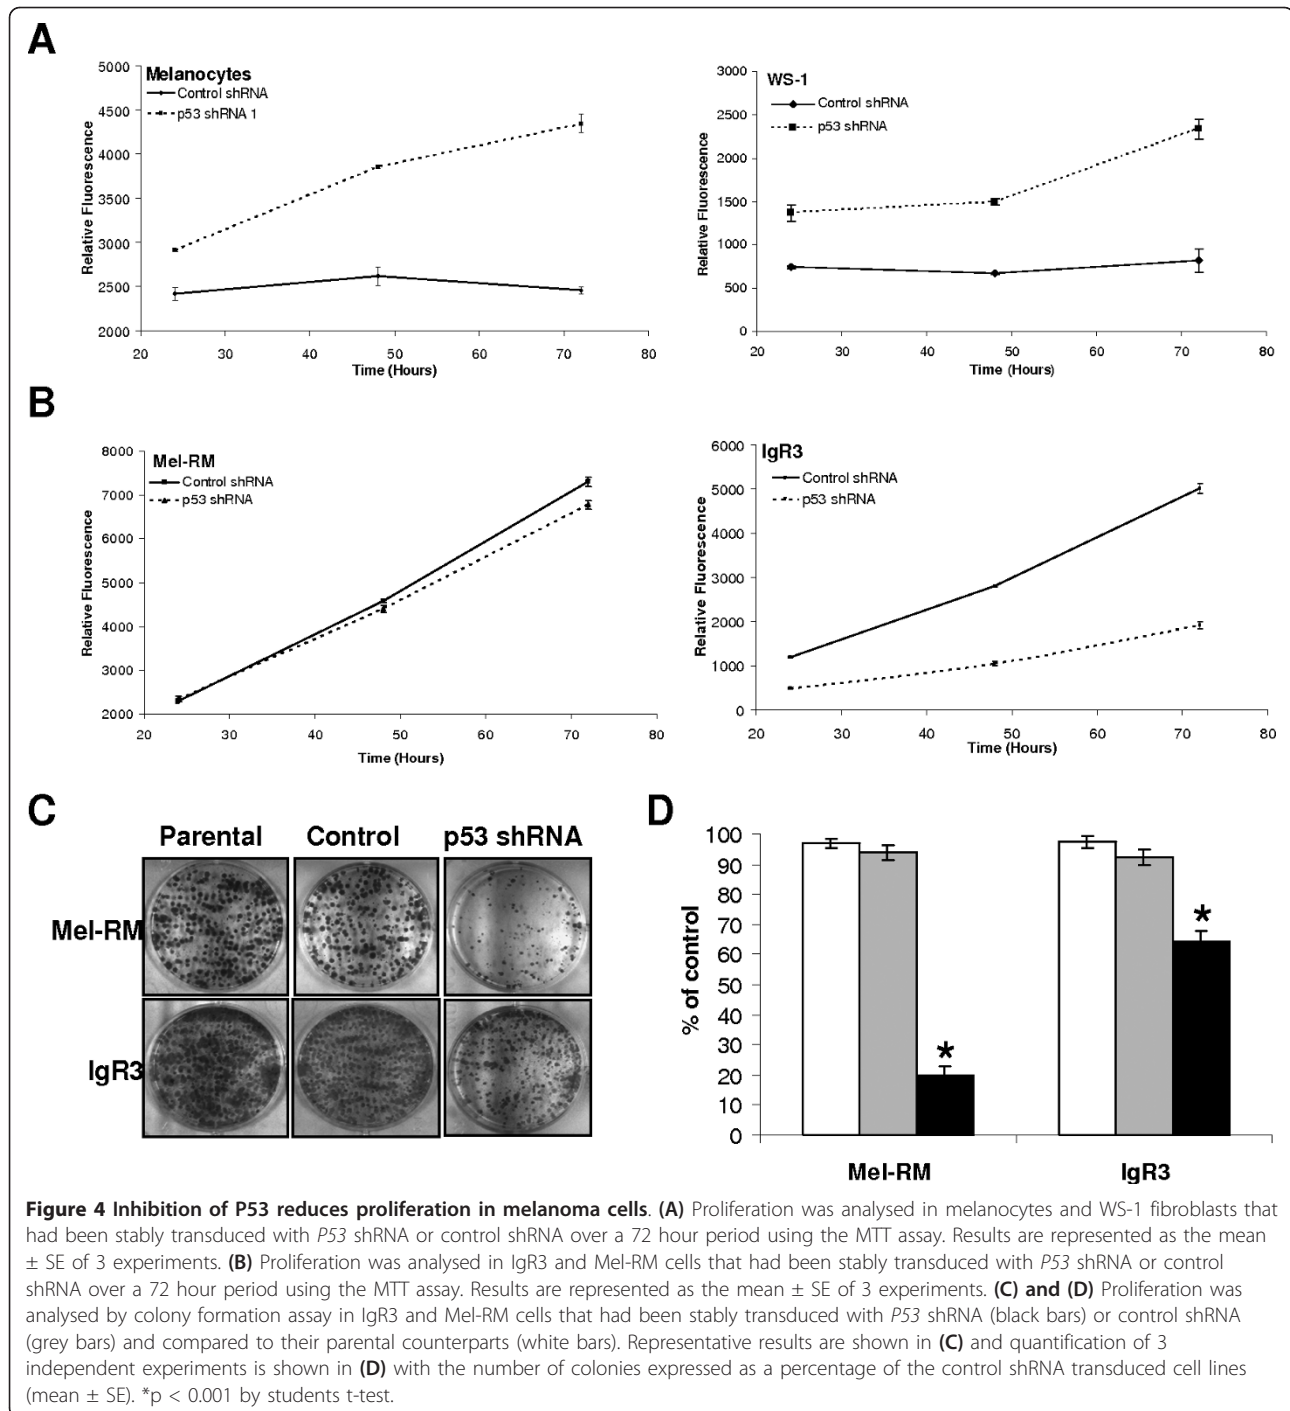 A
Melanocytes
Control shRNA
p53 shRNA 1
Relative Fluorescence
5000
4500
4000
3500
3000
2500
2000
20 30 40 50 60 70 80
Time (Hours)
WS-1
Control shRNA
p53 shRNA
Relative Fluorescence
3000
2500
2000
1500
1000
500
0
20 30 40 50 60 70 80
Time (Hours)
B
Mel-RM
Control shRNA
p53 shRNA
Relative Fluorescence
8000
7000
6000
5000
4000
3000
2000
20 30 40 50 60 70 80
Time (Hours)
IgR3
Control shRNA
p53 shRNA
Relative Fluorescence
6000
5000
4000
3000
2000
1000
0
20 30 40 50 60 70 80
Time (Hours)
C
Parental Control p53 shRNA
Mel-RM
IgR3
D
% of control
100
90
80
70
60
50
40
30
20
10
0
*
*
Mel-RM IgR3
Figure 4 Inhibition of P53 reduces proliferation in melanoma cells. (A) Proliferation was analysed in melanocytes and WS-1 fibroblasts that
had been stably transduced with P53 shRNA or control shRNA over a 72 hour period using the MTT assay. Results are represented as the mean
± SE of 3 experiments. (B) Proliferation was analysed in IgR3 and Mel-RM cells that had been stably transduced with P53 shRNA or control
shRNA over a 72 hour period using the MTT assay. Results are represented as the mean ± SE of 3 experiments. (C) and (D) Proliferation was
analysed by colony formation assay in IgR3 and Mel-RM cells that had been stably transduced with P53 shRNA (black bars) or control shRNA
(grey bars) and compared to their parental counterparts (white bars). Representative results are shown in (C) and quantification of 3
independent experiments is shown in (D) with the number of colonies expressed as a percentage of the control shRNA transduced cell lines
(mean ± SE). *p < 0.001 by students t-test.